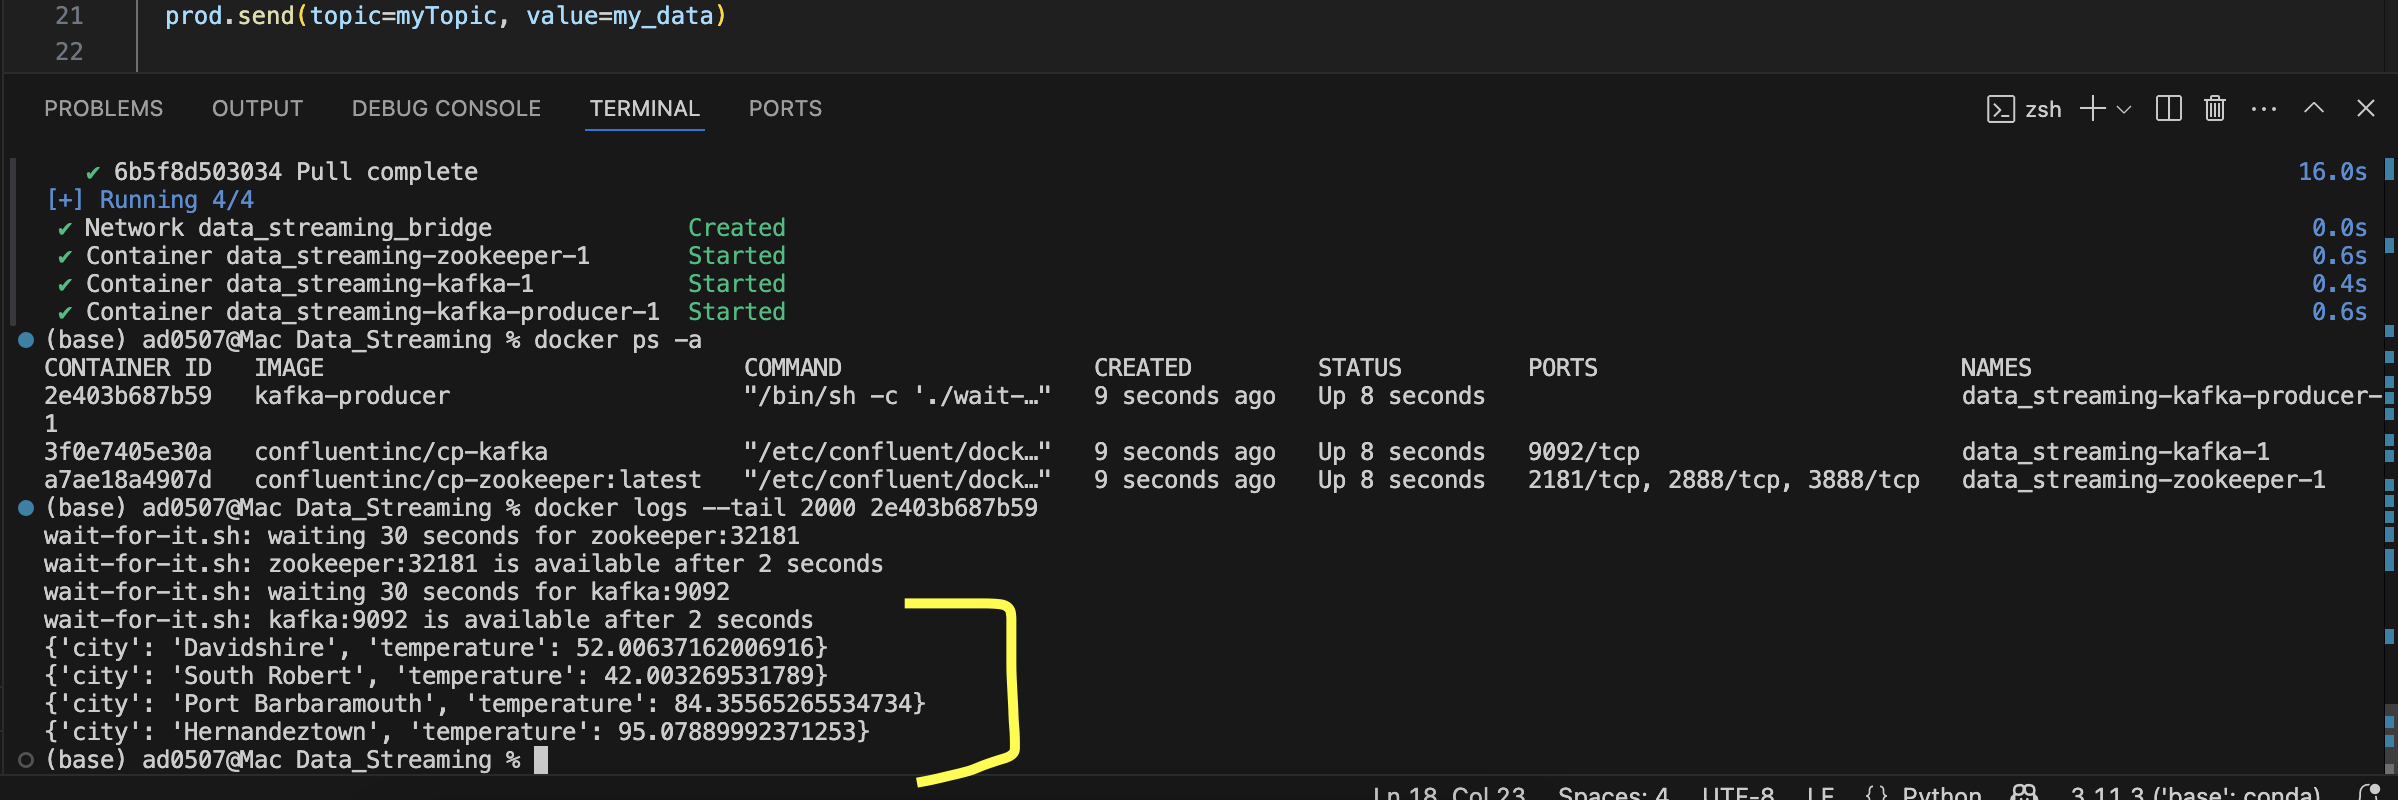 21 prod.send(topic=myTopic, value=my_data)
22
PROBLEMS OUTPUT DEBUG CONSOLE TERMINAL PORTS zsh
✔ 6b5f8d503034 Pull complete 16.0s
[+] Running 4/4
✔ Network data_streaming_bridge Created 0.0s
✔ Container data_streaming-zookeeper-1 Started 0.6s
✔ Container data_streaming-kafka-1 Started 0.4s
✔ Container data_streaming-kafka-producer-1 Started 0.6s
(base) ad0507@Mac Data_Streaming % docker ps -a
CONTAINER ID IMAGE COMMAND CREATED STATUS PORTS NAMES
2e403b687b59 kafka-producer "/bin/sh -c './wait-…" 9 seconds ago Up 8 seconds data_streaming-kafka-producer-
1
3f0e7405e30a confluentinc/cp-kafka "/etc/confluent/dock…" 9 seconds ago Up 8 seconds 9092/tcp data_streaming-kafka-1
a7ae18a4907d confluentinc/cp-zookeeper:latest "/etc/confluent/dock…" 9 seconds ago Up 8 seconds 2181/tcp, 2888/tcp, 3888/tcp data_streaming-zookeeper-1
(base) ad0507@Mac Data_Streaming % docker logs --tail 2000 2e403b687b59
wait-for-it.sh: waiting 30 seconds for zookeeper:32181
wait-for-it.sh: zookeeper:32181 is available after 2 seconds
wait-for-it.sh: waiting 30 seconds for kafka:9092
wait-for-it.sh: kafka:9092 is available after 2 seconds
{'city': 'Davidshire', 'temperature': 52.00637162006916}
{'city': 'South Robert', 'temperature': 42.003269531789}
{'city': 'Port Barbaramouth', 'temperature': 84.35565265534734}
{'city': 'Hernandeztown', 'temperature': 95.07889992371253}
(base) ad0507@Mac Data_Streaming %
Ln 18, Col 23 Spaces: 4 UTF-8 LF {} Python 3.11.3 ('base': conda)